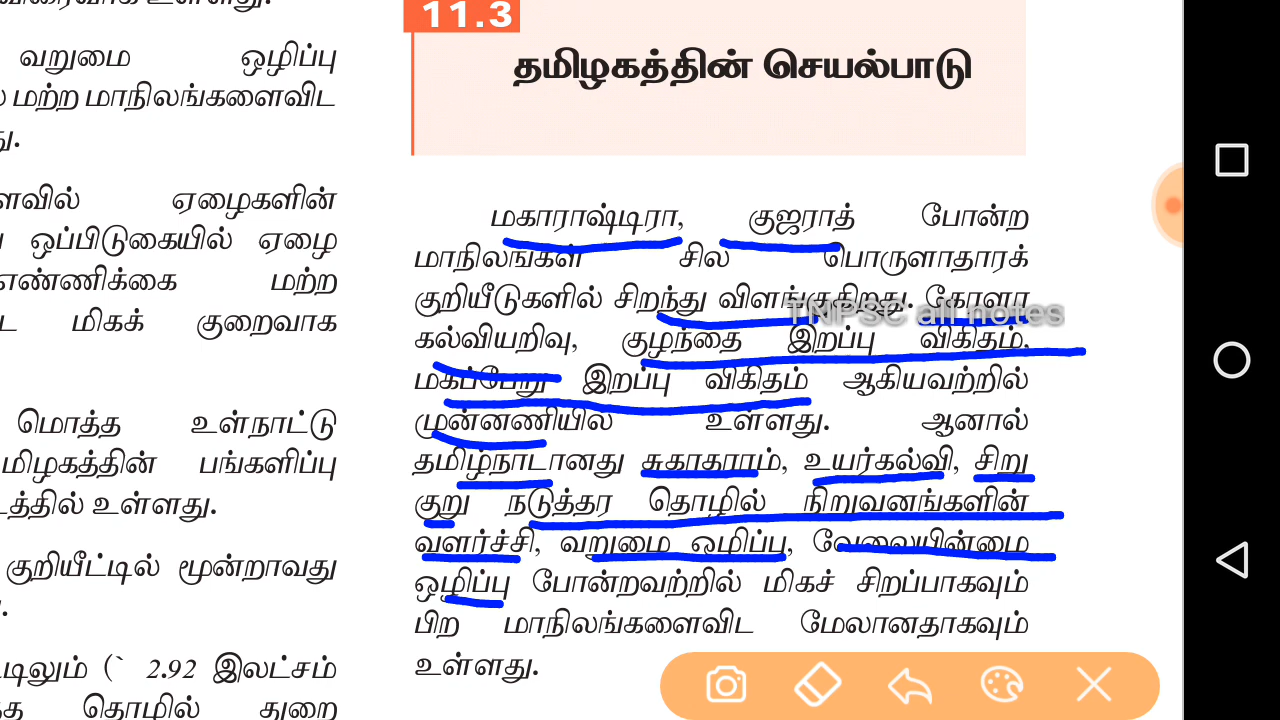 விரைவாக உள்ளது.
வறுமை ஒழிப்பு
மற்ற மாநிலங்களைவிட
ஏழைகளின்
ஒப்பிடுகையில் ஏழை
எண்ணிக்கை மற்ற
மிகக் குறைவாக
மொத்த உள்நாட்டு
பங்களிப்பு
உள்ளது.
குறியீட்டில் மூன்றாவது
(` 2.92 இலட்சம்
தொழில் துறை
11.3
தமிழகத்தின் செயல்பாடு
மகாராஷ்டிரா, குஜராத் போன்ற
மாநிலங்கள் சில பொருளாதாரக்
குறியீடுகளில் சிறந்து விளங்குகிறது. கேரளா
கல்வியறிவு, குழந்தை இறப்பு விகிதம்,
மகப்பேறு இறப்பு விகிதம் ஆகியவற்றில்
முன்னணியில் உள்ளது. ஆனால்
தமிழ்நாடானது சுகாதாரம், உயர்கல்வி, சிறு
குறு நடுத்தர தொழில் நிறுவனங்களின்
வளர்ச்சி, வறுமை ஒழிப்பு, வேலையின்மை
ஒழிப்பு போன்றவற்றில் மிகச் சிறப்பாகவும்
பிற மாநிலங்களைவிட மேலானதாகவும்
உள்ளது.
TNPSC all notes